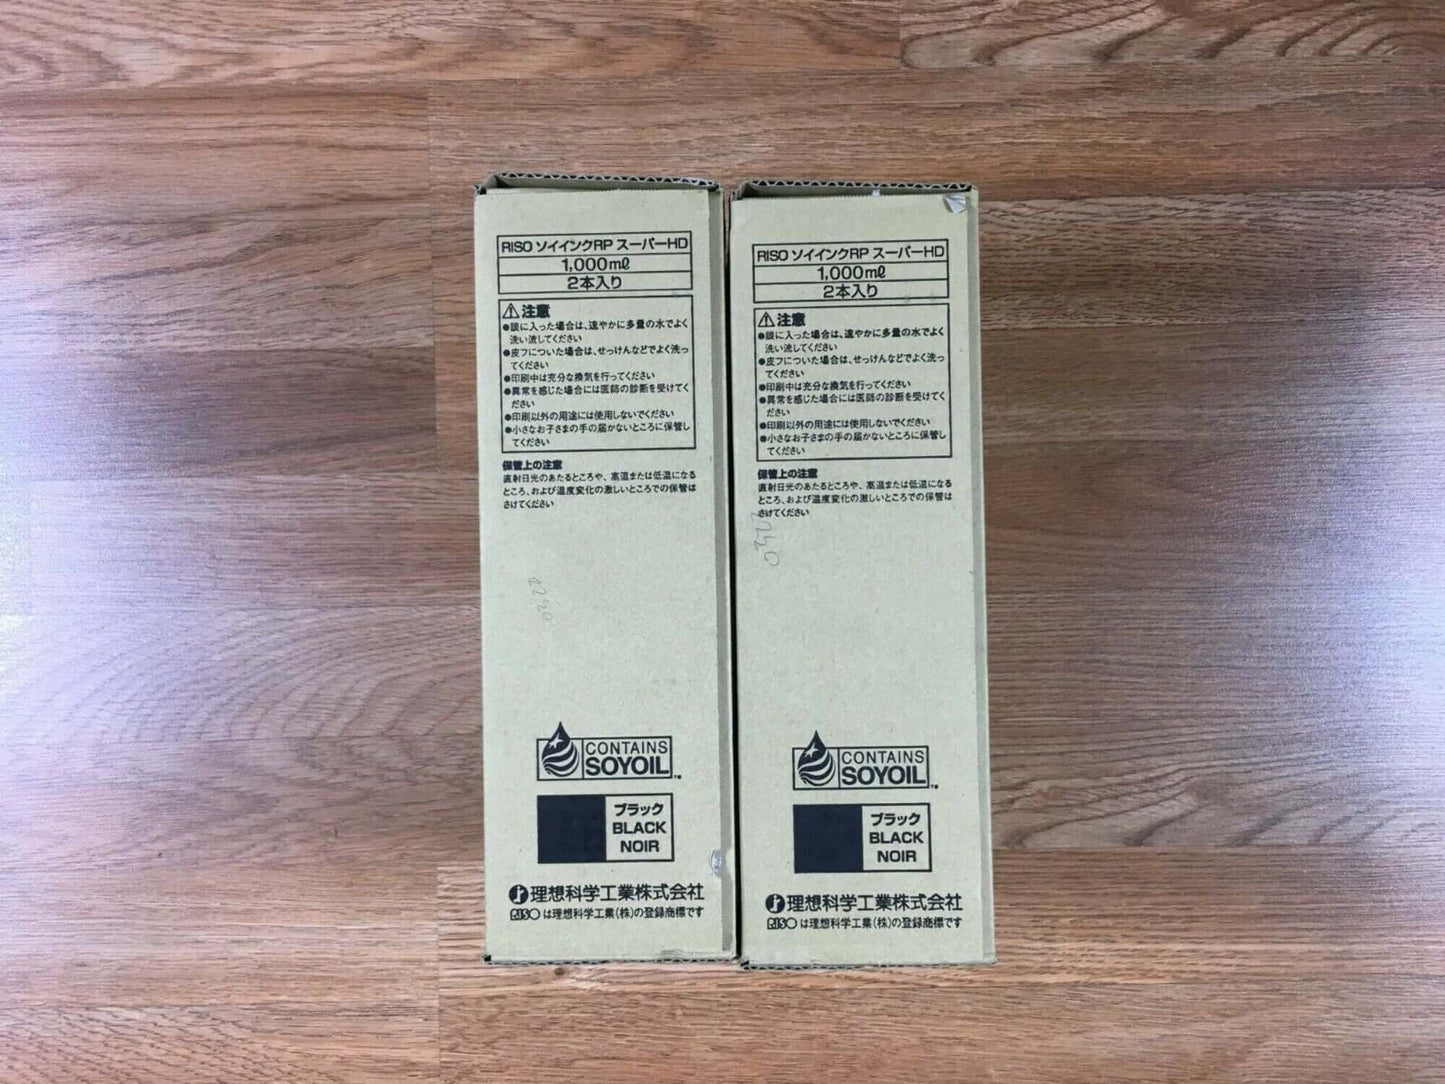 RISO ソイインクRP スーパーHD
1,000mℓ
2本入り
注意
●眼に入った場合は、速やかに多量の水でよく
洗い流してください
●皮フについた場合は、せっけんなどでよく洗っ
てください
●印刷中は充分な換気を行ってください
●異常を感じた場合には医師の診断を受けてく
ださい
●印刷以外の用途には使用しないでください
●小さなお子さまの手の届かないところに保管し
てください
保管上の注意
直射日光のあたるところや、高温または低温になる
ところ、および温度変化の激しいところでの保管は
さけてください
CONTAINS
SOYOIL™
ブラック
BLACK
NOIR
理想科学工業株式会社
RISO は理想科学工業(株)の登録商標です
RISO ソイインクRP スーパーHD
1,000mℓ
2本入り
注意
●眼に入った場合は、速やかに多量の水でよく
洗い流してください
●皮フについた場合は、せっけんなどでよく洗っ
てください
●印刷中は充分な換気を行ってください
●異常を感じた場合には医師の診断を受けてく
ださい
●印刷以外の用途には使用しないでください
●小さなお子さまの手の届かないところに保管し
てください
保管上の注意
直射日光のあたるところや、高温または低温になる
ところ、および温度変化の激しいところでの保管は
さけてください
CONTAINS
SOYOIL™
ブラック
BLACK
NOIR
理想科学工業株式会社
RISO は理想科学工業(株)の登録商標です